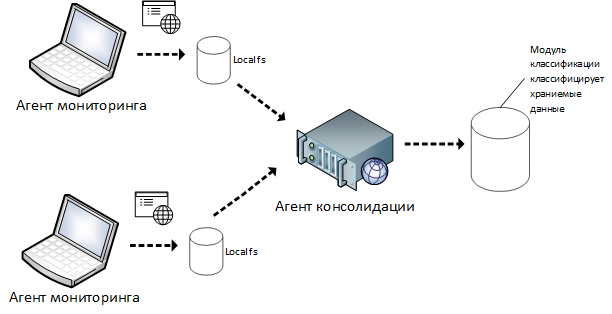 Агент мониторинга
Localfs
Агент консолидации
Модуль
классификации
классифицирует
хранимые
данные
Агент мониторинга
Localfs